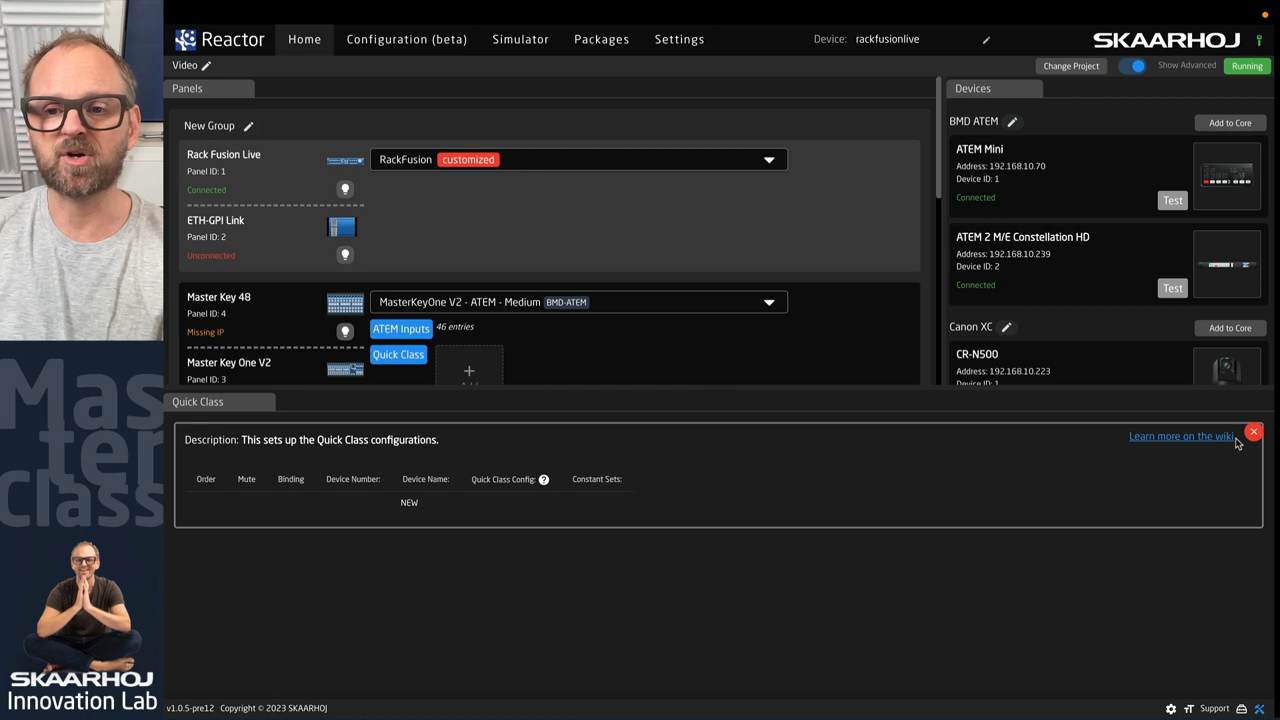 Reactor
Home
Configuration (beta)
Simulator
Packages
Settings
Device: rackfusionlive
SKAARHOJ
Video
Change Project
Show Advanced
Running
Panels
New Group
Rack Fusion Live
Panel ID: 1
Connected
RackFusion customized
ETH-GPI Link
Panel ID: 2
Unconnected
Master Key 48
Panel ID: 4
Missing IP
MasterKeyOne V2 - ATEM - Medium BMD-ATEM
ATEM Inputs 46 entries
Quick Class
Master Key One V2
Panel ID: 3
Devices
BMD ATEM
Add to Core
ATEM Mini
Address: 192.168.10.70
Device ID: 1
Connected
Test
ATEM 2 M/E Constellation HD
Address: 192.168.10.239
Device ID: 2
Connected
Test
Canon XC
Add to Core
CR-N500
Address: 192.168.10.223
Device ID: 1
Quick Class
Description: This sets up the Quick Class configurations.
Learn more on the wiki
Order Mute Binding Device Number: Device Name: Quick Class Config: ? Constant Sets:
NEW
Mas
ter
Class
SKAARHOJ
Innovation Lab
v1.0.5-pre12 Copyright © 2023 SKAARHOJ
Support